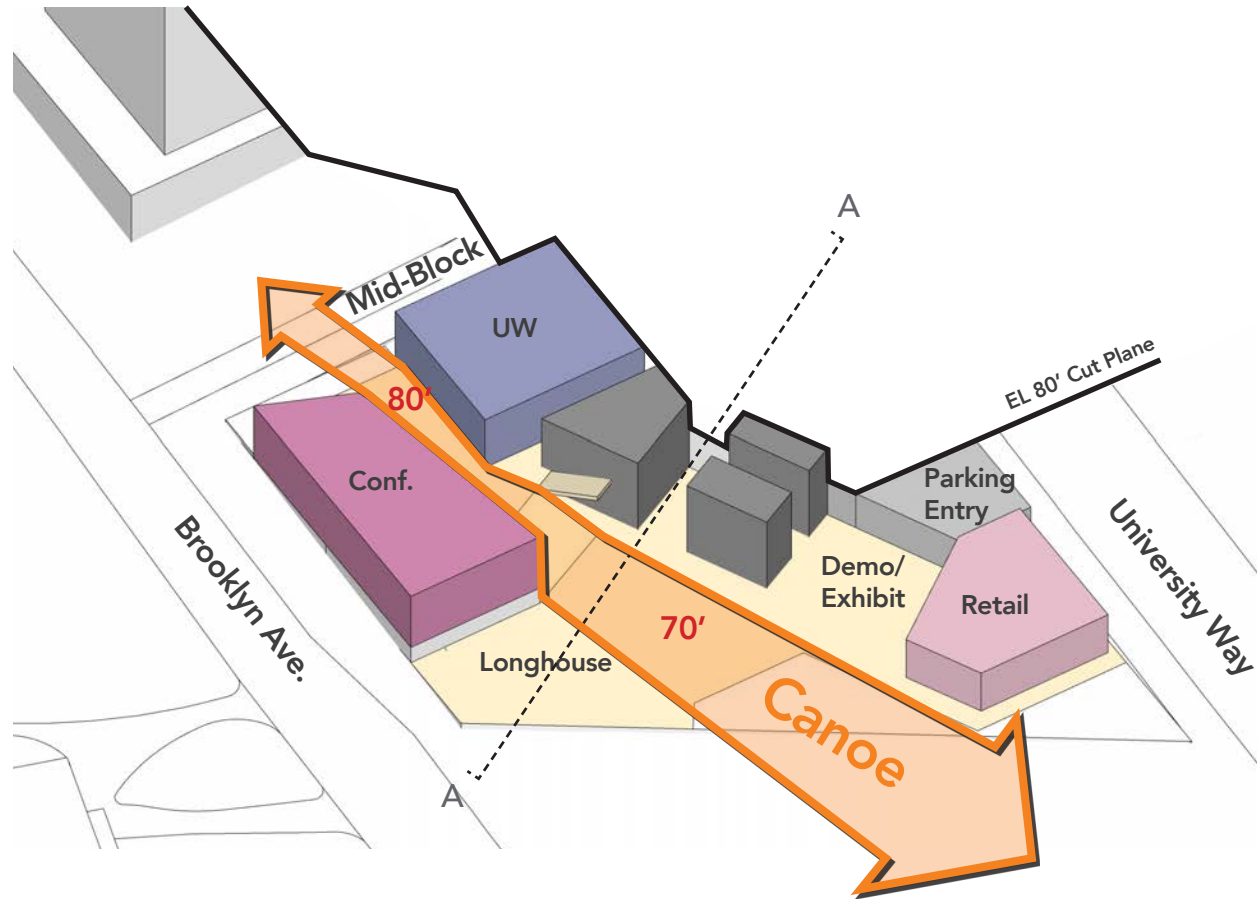 A
Mid-Block
UW
EL 80’ Cut Plane
80’
Conf.
Parking
Entry
Brooklyn Ave.
University Way
Demo/
Exhibit
Retail
70’
Longhouse
Canoe
A